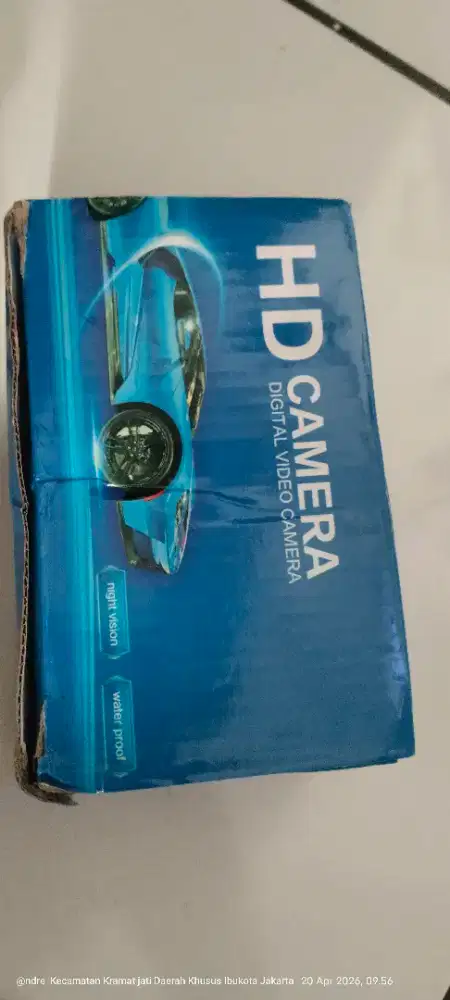 HD CAMERA
DIGITAL VIDEO CAMERA
night vision
water proof
@ndre Kecamatan Kramat jati Daerah Khusus Ibukota Jakarta 20 Apr 2026, 09.56